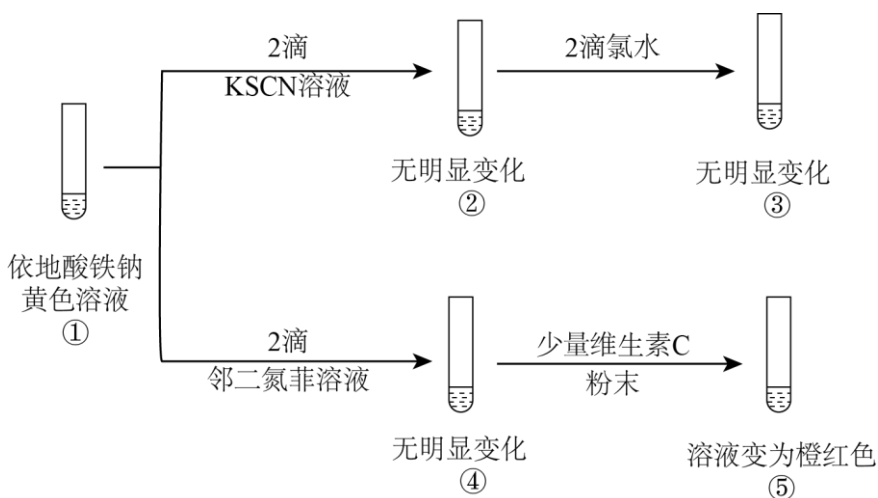 2滴
KSCN溶液
2滴氯水
无明显变化
②
无明显变化
③
依地酸铁钠
黄色溶液
①
2滴
邻二氮菲溶液
少量维生素C
粉末
无明显变化
④
溶液变为橙红色
⑤